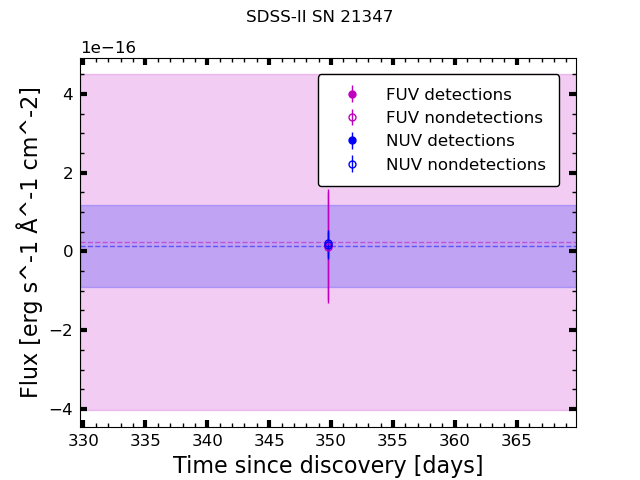 SDSS-II SN 21347
1e−16
FUV detections
FUV nondetections
NUV detections
NUV nondetections
4
2
0
−2
−4
Flux [erg s^-1 Å^-1 cm^-2]
330 335 340 345 350 355 360 365
Time since discovery [days]